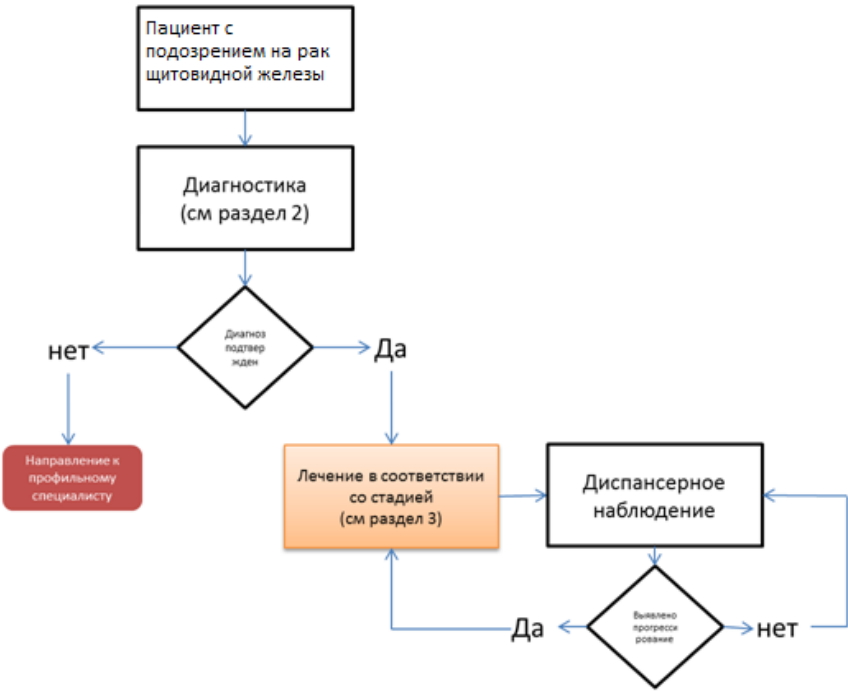 Пациент с
подозрением на рак
щитовидной железы
Диагностика
(см раздел 2)
Диагноз
подтвер
жден
нет
Да
Направление к
профильному
специалисту
Лечение в соответствии
со стадией
(см раздел 3)
Диспансерное
наблюдение
Выявлено
прогресси
рование
Да
нет